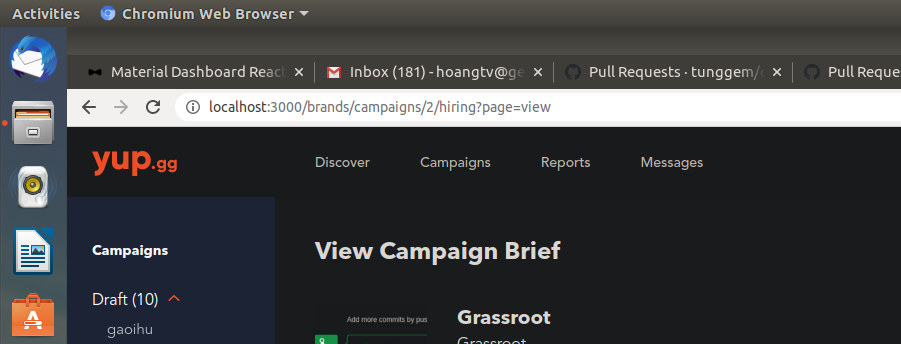 Activities Chromium Web Browser
Material Dashboard React Inbox (181) - hoangtv@ge Pull Requests · tunggem/ Pull Reque
localhost:3000/brands/campaigns/2/hiring?page=view
yup.gg Discover Campaigns Reports Messages
Campaigns
View Campaign Brief
Draft (10)
gaoihu
Add more commits by pus
Grassroot
Grassroot